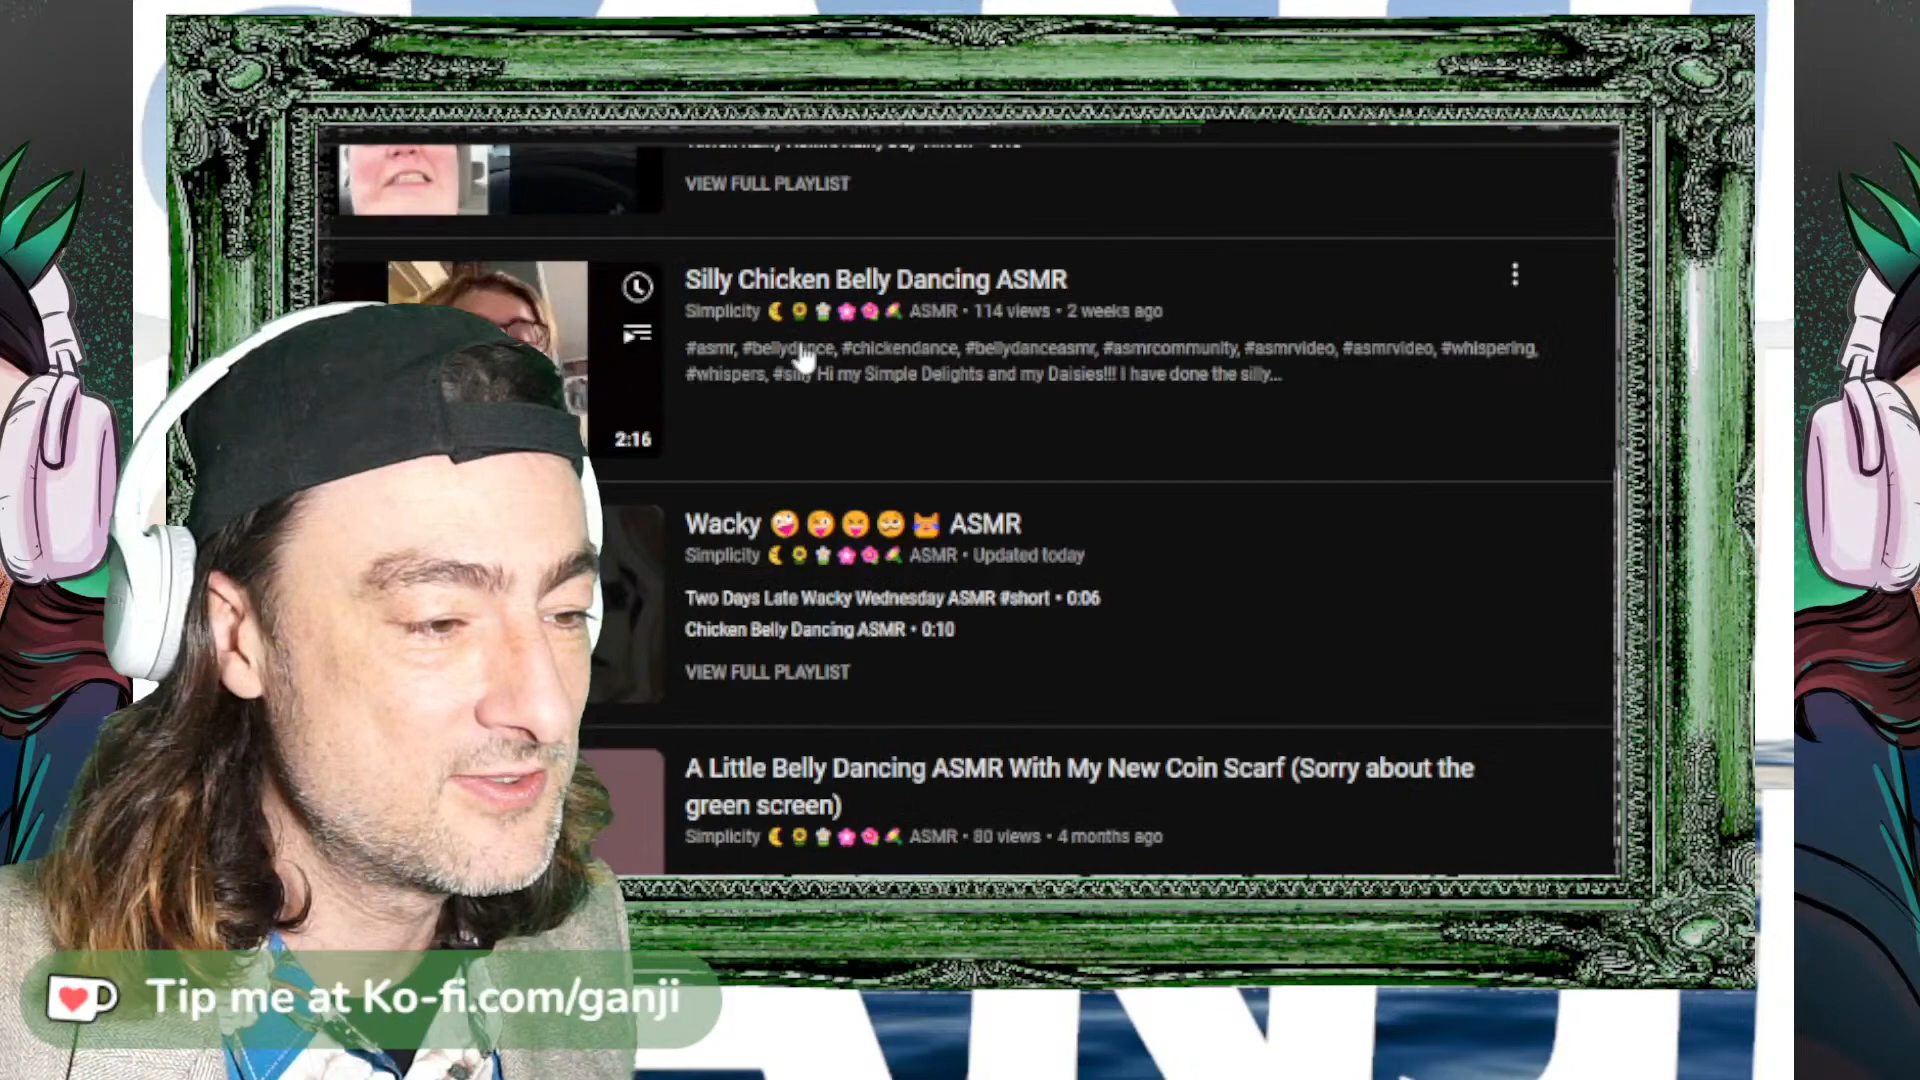 VIEW FULL PLAYLIST
Silly Chicken Belly Dancing ASMR
Simplicity 🌙🌻🌷🌸🌺🌶 ASMR • 114 views • 2 weeks ago
#asmr, #bellydance, #chickendance, #bellydanceasmr, #asmrcommunity, #asmrvideo, #asmrvideo, #whispering,
#whispers, #silly Hi my Simple Delights and my Daisies!!! I have done the silly...
2:16
Wacky 🤪😜😝🥴😹 ASMR
Simplicity ASMR • Updated today
Two Days Late Wacky Wednesday ASMR #short • 0:06
Chicken Belly Dancing ASMR • 0:10
VIEW FULL PLAYLIST
A Little Belly Dancing ASMR With My New Coin Scarf (Sorry about the
green screen)
Simplicity ASMR • 80 views • 4 months ago
Tip me at Ko-fi.com/ganji